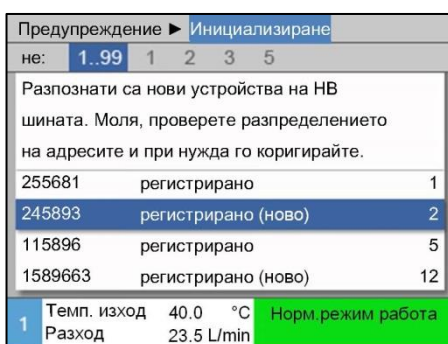 Предупреждение ► Инициализиране
не: 1..99 1 2 3 5
Разпознати са нови устройства на НВ
шината. Моля, проверете разпределението
на адресите и при нужда го коригирайте.
255681 регистрирано 1
245893 регистрирано (ново) 2
115896 регистрирано 5
1589663 регистрирано (ново) 12
1 Темп. изход 40.0 °C Норм.режим работа
Разход 23.5 L/min